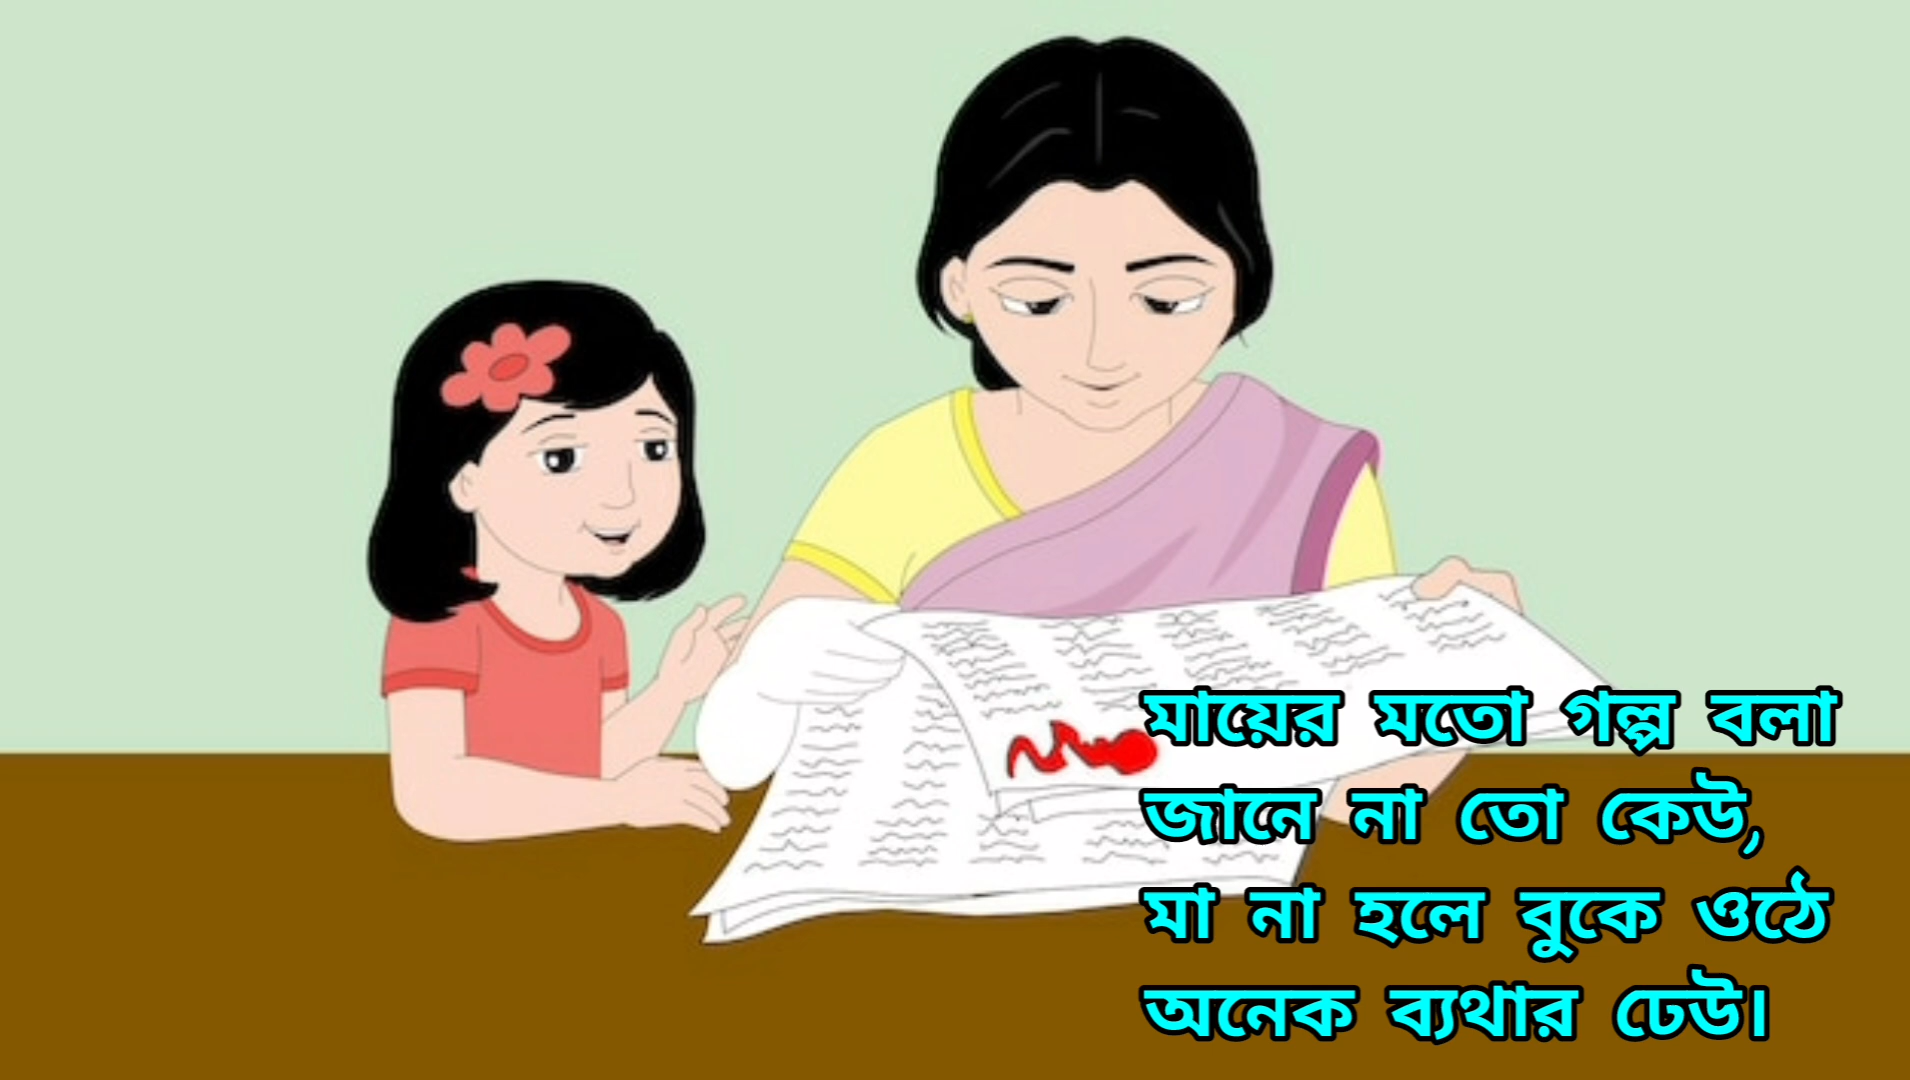 মায়ের মতো গল্প বলা
জানে না তো কেউ,
মা না হলে বুকে ওঠে
অনেক ব্যথার ঢেউ।